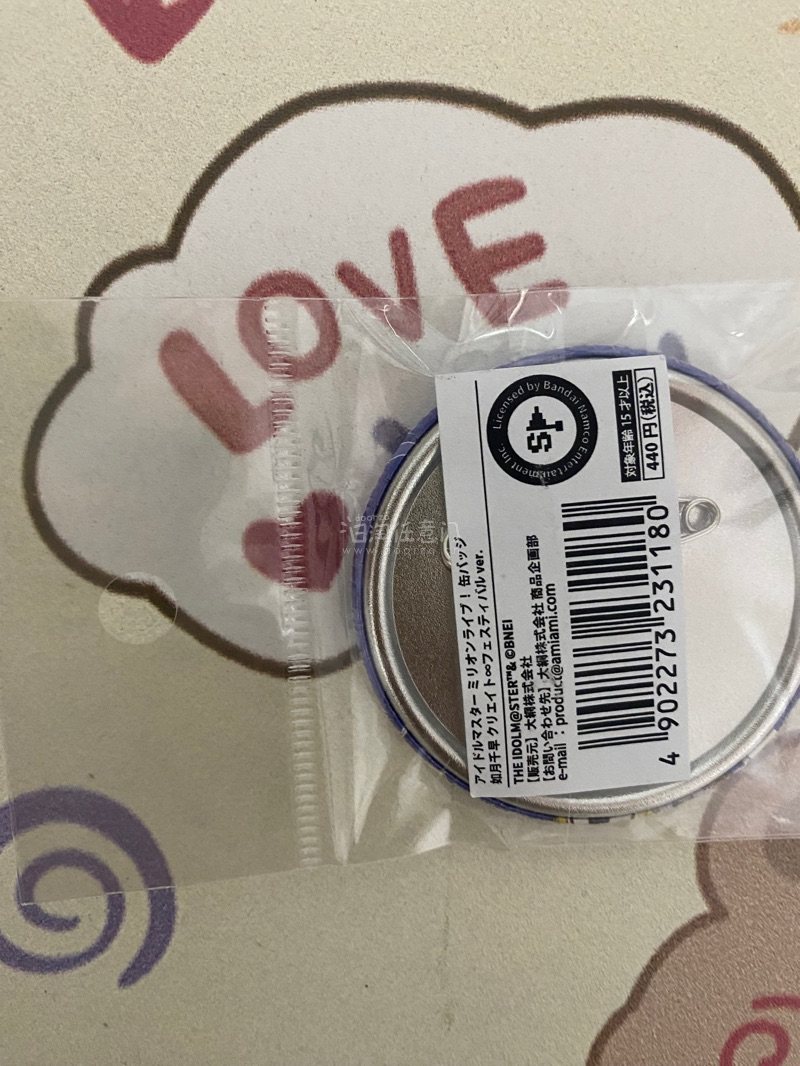 LOVE
アイドルマスター ミリオンライブ！ 缶バッジ
如月千早 クリエイト∞フェスティバル ver.
THE IDOLM@STER™& ©BNEI
【販売元】大網株式会社
【お問い合わせ先】大網株式会社 商品企画部
e-mail：product@amiami.com
Licensed by Bandai Namco Entertainment Inc.
対象年齢 15 才以上
440 円(税込)
4 902273 231180